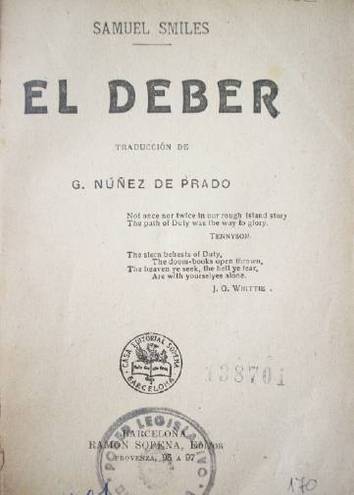 SAMUEL SMILES
EL DEBER
TRADUCCIÓN DE
G. NÚÑEZ DE PRADO
Not once nor twice in our rough island story
The path of Duty was the way to glory.
TENNYSON.
The stern behests of Duty,
The doom-books open thrown,
The heaven ye seek, the hell ye fear,
Are with yourselves alone.
J. G. WHITTIE .
CASA EDITORIAL SOPENA
BARCELONA
138701
PODER LEGISLATIVO
BARCELONA
RAMÓN SOPENA, Editor
PROVENZA, 95 A 97
170